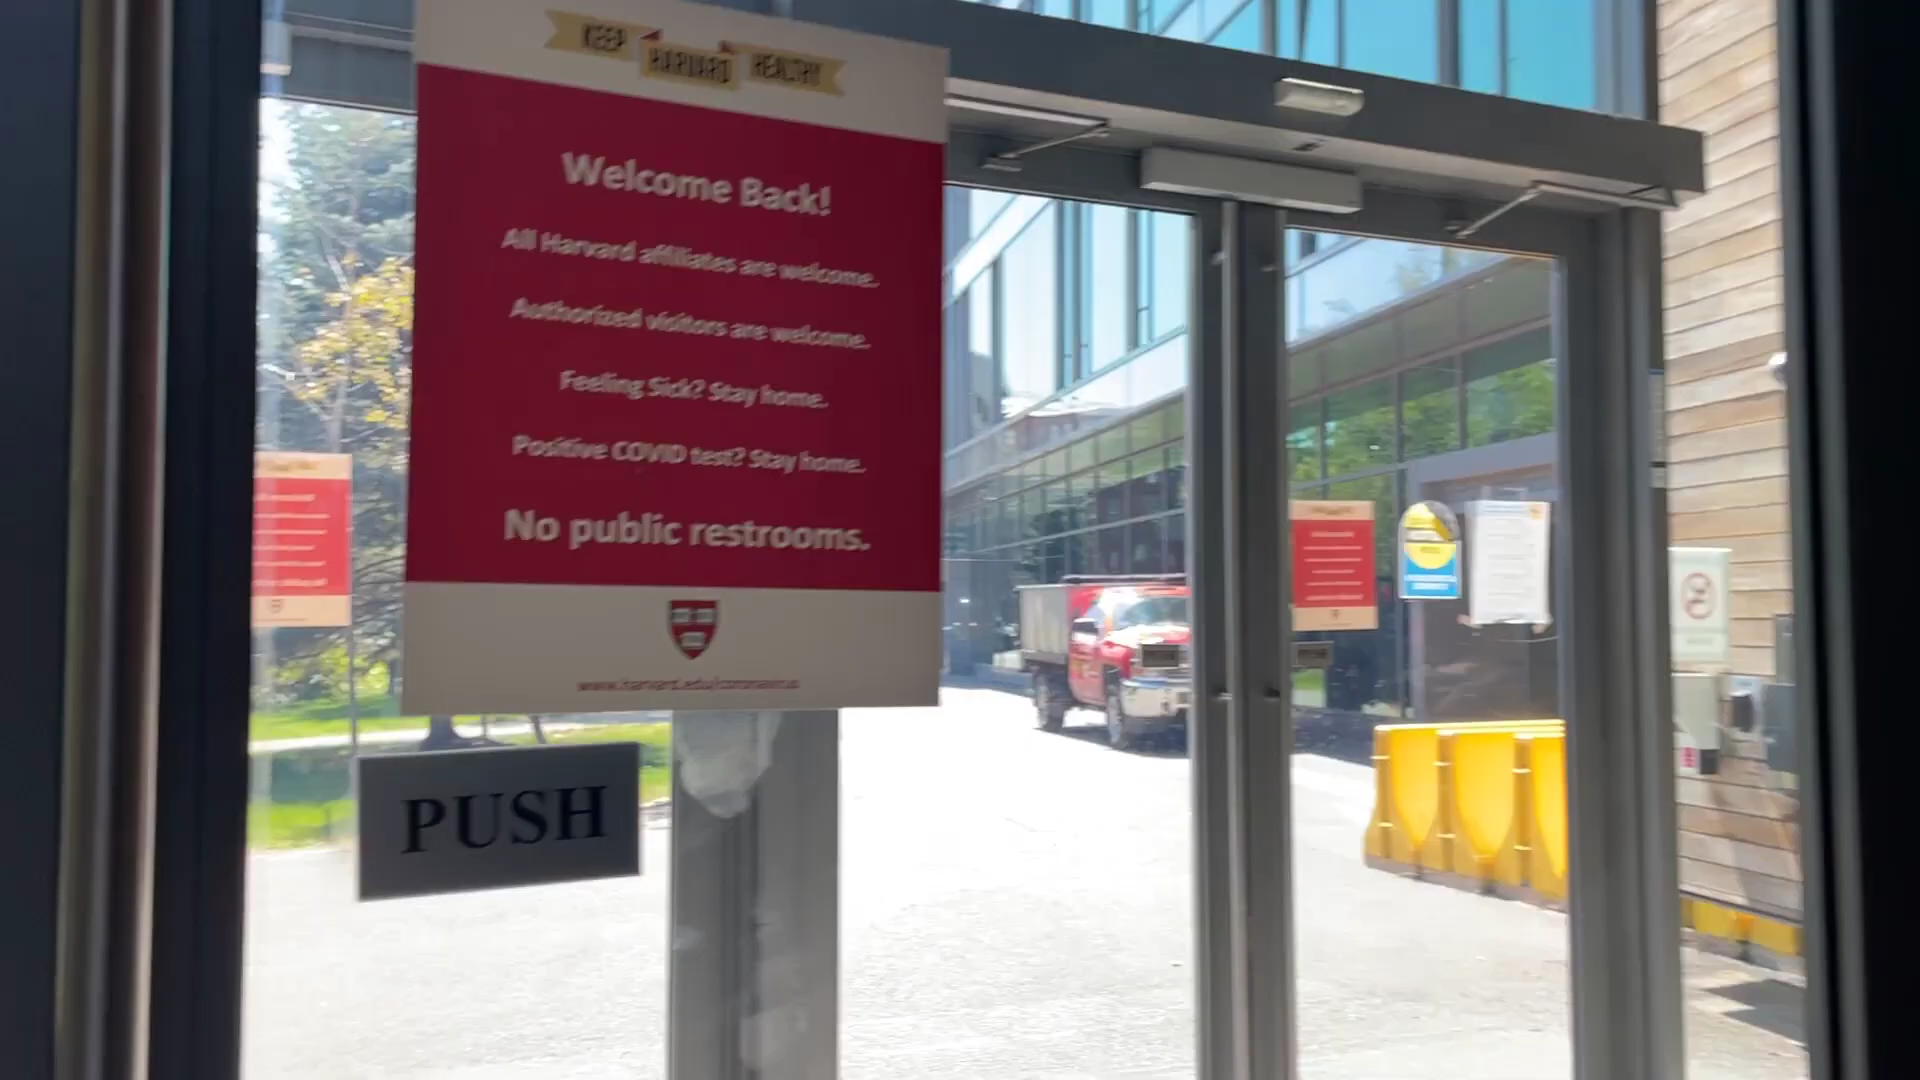 KEEP HARVARD HEALTHY
Welcome Back!
All Harvard affiliates are welcome.
Authorized visitors are welcome.
Feeling Sick? Stay home.
Positive COVID test? Stay home.
No public restrooms.
www.harvard.edu/coronavirus
PUSH